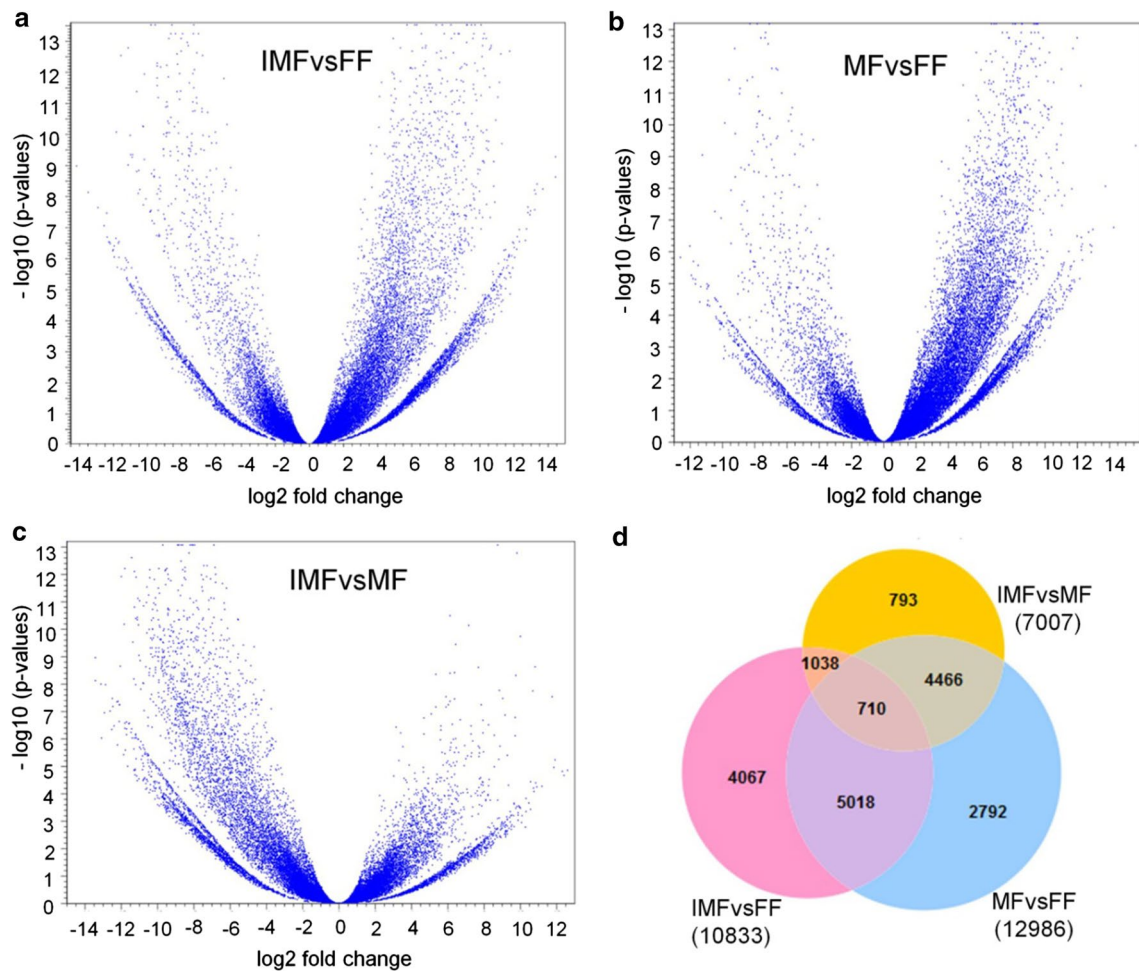 a
IMFvsFF
13
12
11
10
9
8
7
6
5
4
3
2
1
0
- log10 (p-values)
-14 -12 -10 -8 -6 -4 -2 0 2 4 6 8 10 12 14
log2 fold change
b
MFvsFF
13
12
11
10
9
8
7
6
5
4
3
2
1
0
-log10 (p-values)
-12 -10 -8 -6 -4 -2 0 2 4 6 8 10 12 14
log2 fold change
c
IMFvsMF
13
12
11
10
9
8
7
6
5
4
3
2
1
0
- log10 (p-values)
-14 -12 -10 -8 -6 -4 -2 0 2 4 6 8 10 12
log2 fold change
d
793
IMFvsMF
(7007)
1038
4466
710
4067
5018
2792
IMFvsFF
(10833)
MFvsFF
(12986)